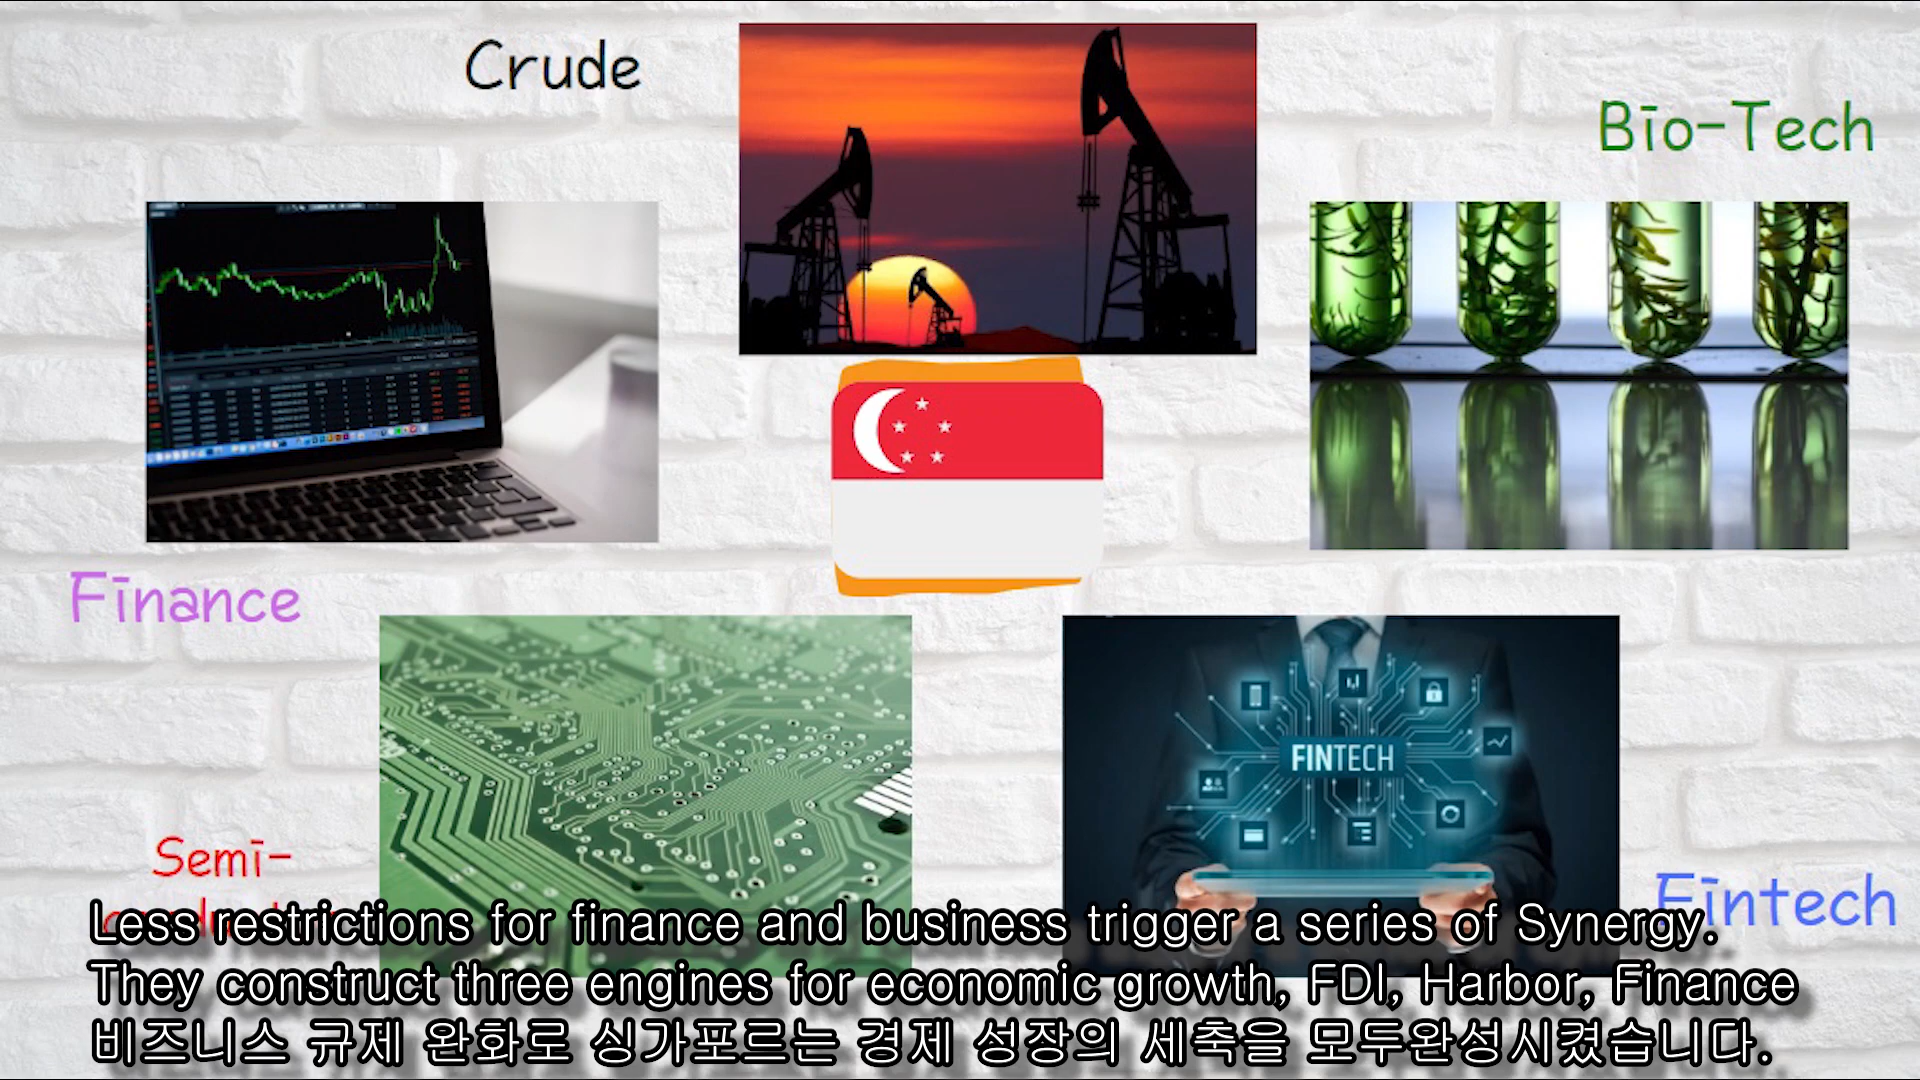 Crude
Bio-Tech
Finance
FINTECH
Semi-
Fintech
Less restrictions for finance and business trigger a series of Synergy.
They construct three engines for economic growth, FDI, Harbor, Finance
비즈니스 규제 완화로 싱가포르는 경제 성장의 세축을 모두완성시켰습니다.